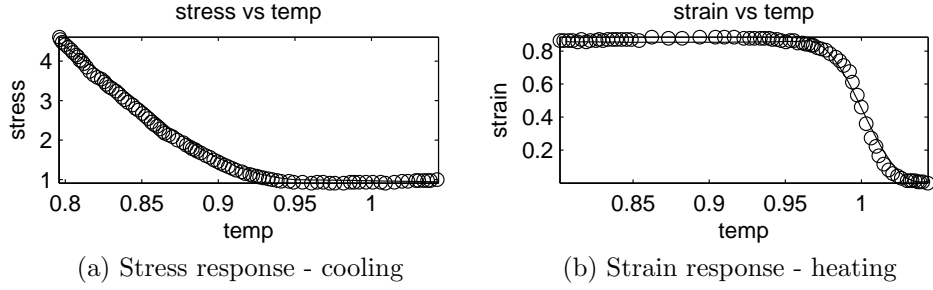 stress vs temp
stress
4
3
2
1
0.8 0.85 0.9 0.95 1
temp
(a) Stress response - cooling
strain vs temp
strain
0.8
0.6
0.4
0.2
0.85 0.9 0.95 1
temp
(b) Strain response - heating